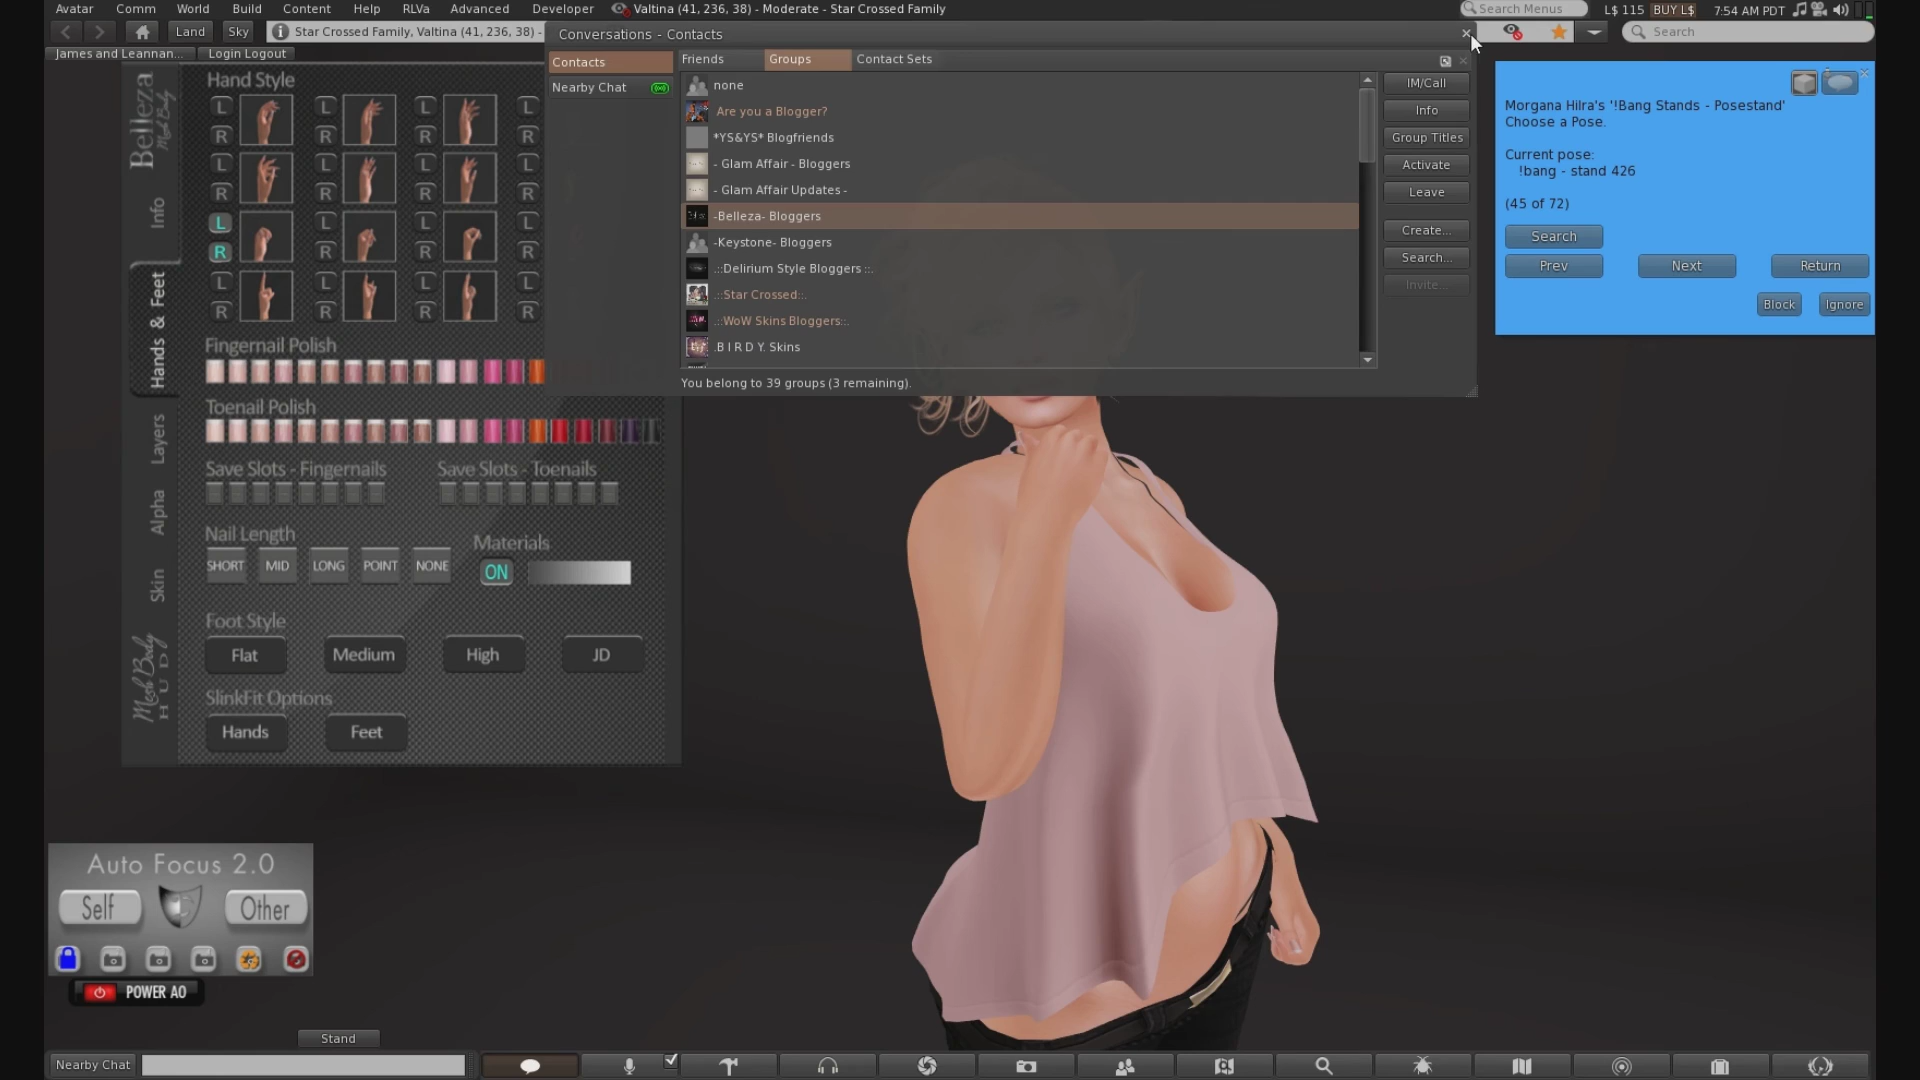 Avatar Comm World Build Content Help RLVa Advanced Developer Valtina (41, 236, 38) - Moderate - Star Crossed Family Search Menus L$ 115 BUY L$ 7:54 AM PDT
Land Sky Star Crossed Family, Valtina (41, 236, 38) - Search
James and Leannan... Login Logout
Conversations - Contacts
Contacts
Nearby Chat
Friends Groups Contact Sets
none
Are you a Blogger?
*YS&YS* Blogfriends
- Glam Affair - Bloggers
- Glam Affair Updates -
-Belleza- Bloggers
-Keystone- Bloggers
.::Delirium Style Bloggers ::.
.::Star Crossed::.
.::WoW Skins Bloggers::.
.B I R D Y. Skins
You belong to 39 groups (3 remaining).
IM/Call
Info
Group Titles
Activate
Leave
Create...
Search...
Invite...
Morgana Hilra's '!Bang Stands - Posestand'
Choose a Pose.
Current pose:
!bang - stand 426
(45 of 72)
Search
Prev Next Return
Block Ignore
Belleza
Mesh Body
Info
Hands & Feet
Layers
Alpha
Skin
Mesh Body
HUD
Hand Style
L L L L
R R R R
L L L L
R R R R
L L L L
R R R R
L L L L
R R R R
Fingernail Polish
Toenail Polish
Save Slots - Fingernails Save Slots - Toenails
Nail Length Materials
SHORT MID LONG POINT NONE ON
Foot Style
Flat Medium High JD
SlinkFit Options
Hands Feet
Auto Focus 2.0
Self Other
POWER AO
Stand
Nearby Chat